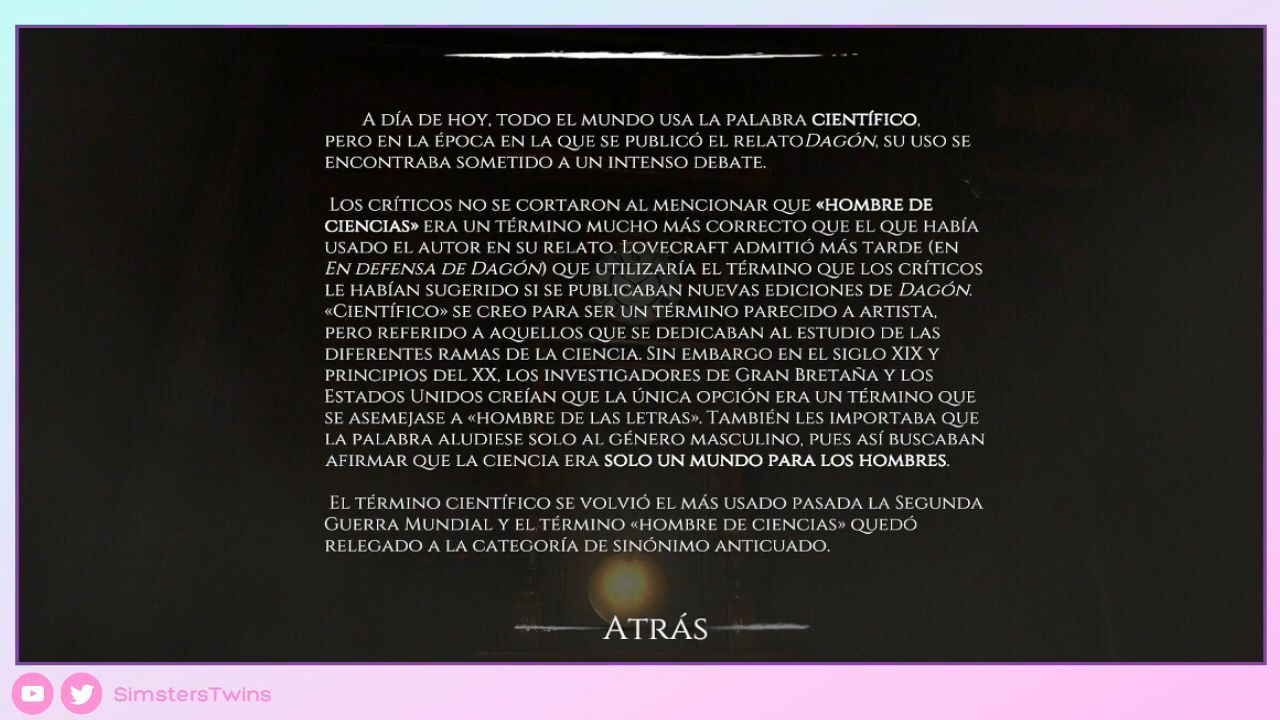 A DÍA DE HOY, TODO EL MUNDO USA LA PALABRA CIENTÍFICO,
PERO EN LA ÉPOCA EN LA QUE SE PUBLICÓ EL RELATO DAGÓN, SU USO SE
ENCONTRABA SOMETIDO A UN INTENSO DEBATE.
LOS CRÍTICOS NO SE CORTARON AL MENCIONAR QUE «HOMBRE DE
CIENCIAS» ERA UN TÉRMINO MUCHO MÁS CORRECTO QUE EL QUE HABÍA
USADO EL AUTOR EN SU RELATO. LOVECRAFT ADMITIÓ MÁS TARDE (EN
EN DEFENSA DE DAGÓN) QUE UTILIZARÍA EL TÉRMINO QUE LOS CRÍTICOS
LE HABÍAN SUGERIDO SI SE PUBLICABAN NUEVAS EDICIONES DE DAGÓN.
«CIENTÍFICO» SE CREO PARA SER UN TÉRMINO PARECIDO A ARTISTA,
PERO REFERIDO A AQUELLOS QUE SE DEDICABAN AL ESTUDIO DE LAS
DIFERENTES RAMAS DE LA CIENCIA. SIN EMBARGO EN EL SIGLO XIX Y
PRINCIPIOS DEL XX, LOS INVESTIGADORES DE GRAN BRETAÑA Y LOS
ESTADOS UNIDOS CREÍAN QUE LA ÚNICA OPCIÓN ERA UN TÉRMINO QUE
SE ASEMEJASE A «HOMBRE DE LAS LETRAS». TAMBIÉN LES IMPORTABA QUE
LA PALABRA ALUDIESE SOLO AL GÉNERO MASCULINO, PUES ASÍ BUSCABAN
AFIRMAR QUE LA CIENCIA ERA SOLO UN MUNDO PARA LOS HOMBRES.
EL TÉRMINO CIENTÍFICO SE VOLVIÓ EL MÁS USADO PASADA LA SEGUNDA
GUERRA MUNDIAL Y EL TÉRMINO «HOMBRE DE CIENCIAS» QUEDÓ
RELEGADO A LA CATEGORÍA DE SINÓNIMO ANTICUADO.
ATRÁS
SimstersTwins